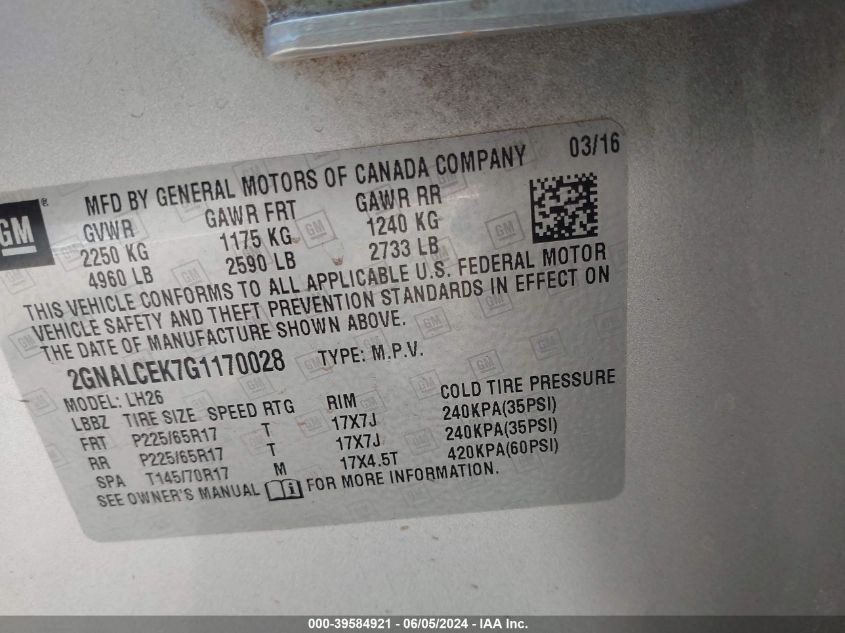 03/16
MFD BY GENERAL MOTORS OF CANADA COMPANY
GM®
GVWR GAWR FRT GAWR RR
2250 KG 1175 KG 1240 KG
4960 LB 2590 LB 2733 LB
THIS VEHICLE CONFORMS TO ALL APPLICABLE U.S. FEDERAL MOTOR
VEHICLE SAFETY AND THEFT PREVENTION STANDARDS IN EFFECT ON
THE DATE OF MANUFACTURE SHOWN ABOVE.
2GNALCEK7G1170028 TYPE: M.P.V.
MODEL: LH26
LBBZ TIRE SIZE SPEED RTG RIM COLD TIRE PRESSURE
FRT P225/65R17 T 17X7J 240KPA(35PSI)
RR P225/65R17 T 17X7J 240KPA(35PSI)
SPA T145/70R17 M 17X4.5T 420KPA(60PSI)
SEE OWNER'S MANUAL FOR MORE INFORMATION.
000-39584921 - 06/05/2024 - IAA Inc.